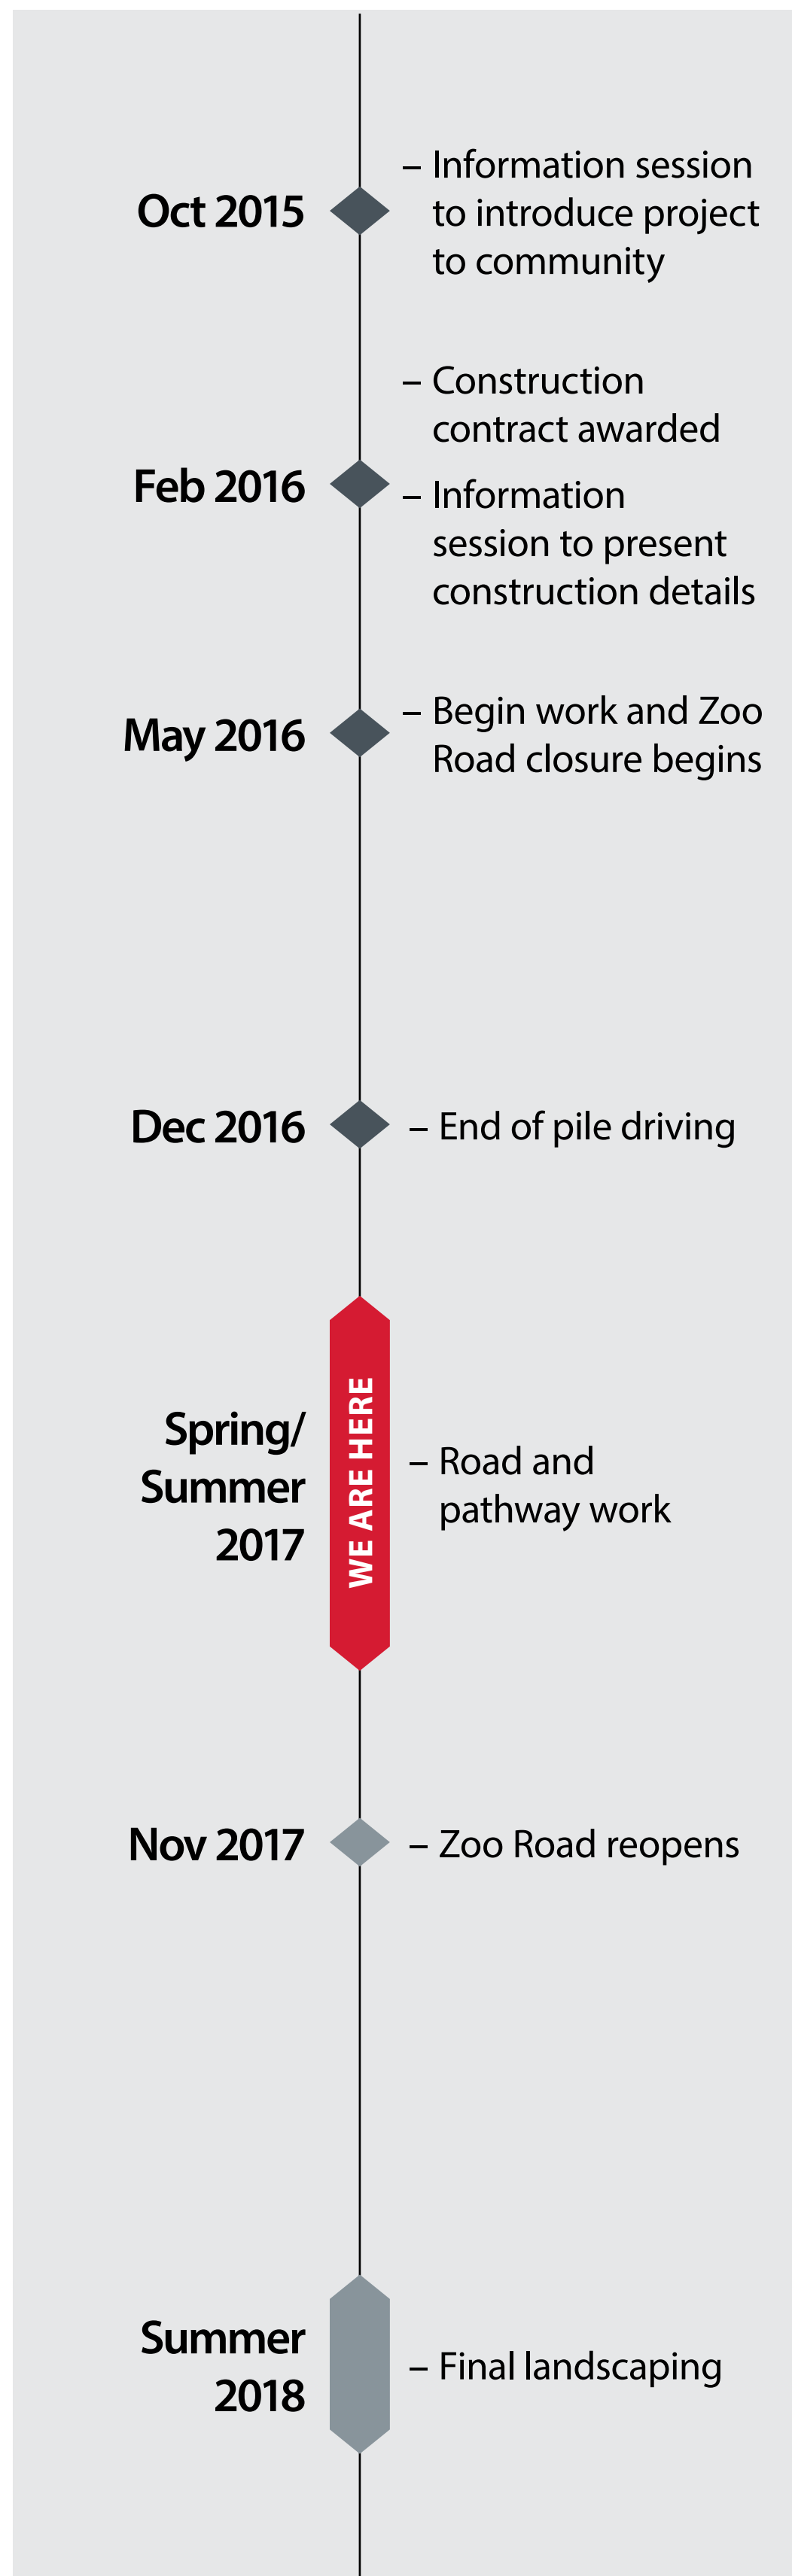 Oct 2015
– Information session
to introduce project
to community
Feb 2016
– Construction
contract awarded
– Information
session to present
construction details
May 2016
– Begin work and Zoo
Road closure begins
Dec 2016
– End of pile driving
Spring/
Summer
2017
WE ARE HERE
– Road and
pathway work
Nov 2017
– Zoo Road reopens
Summer
2018
– Final landscaping